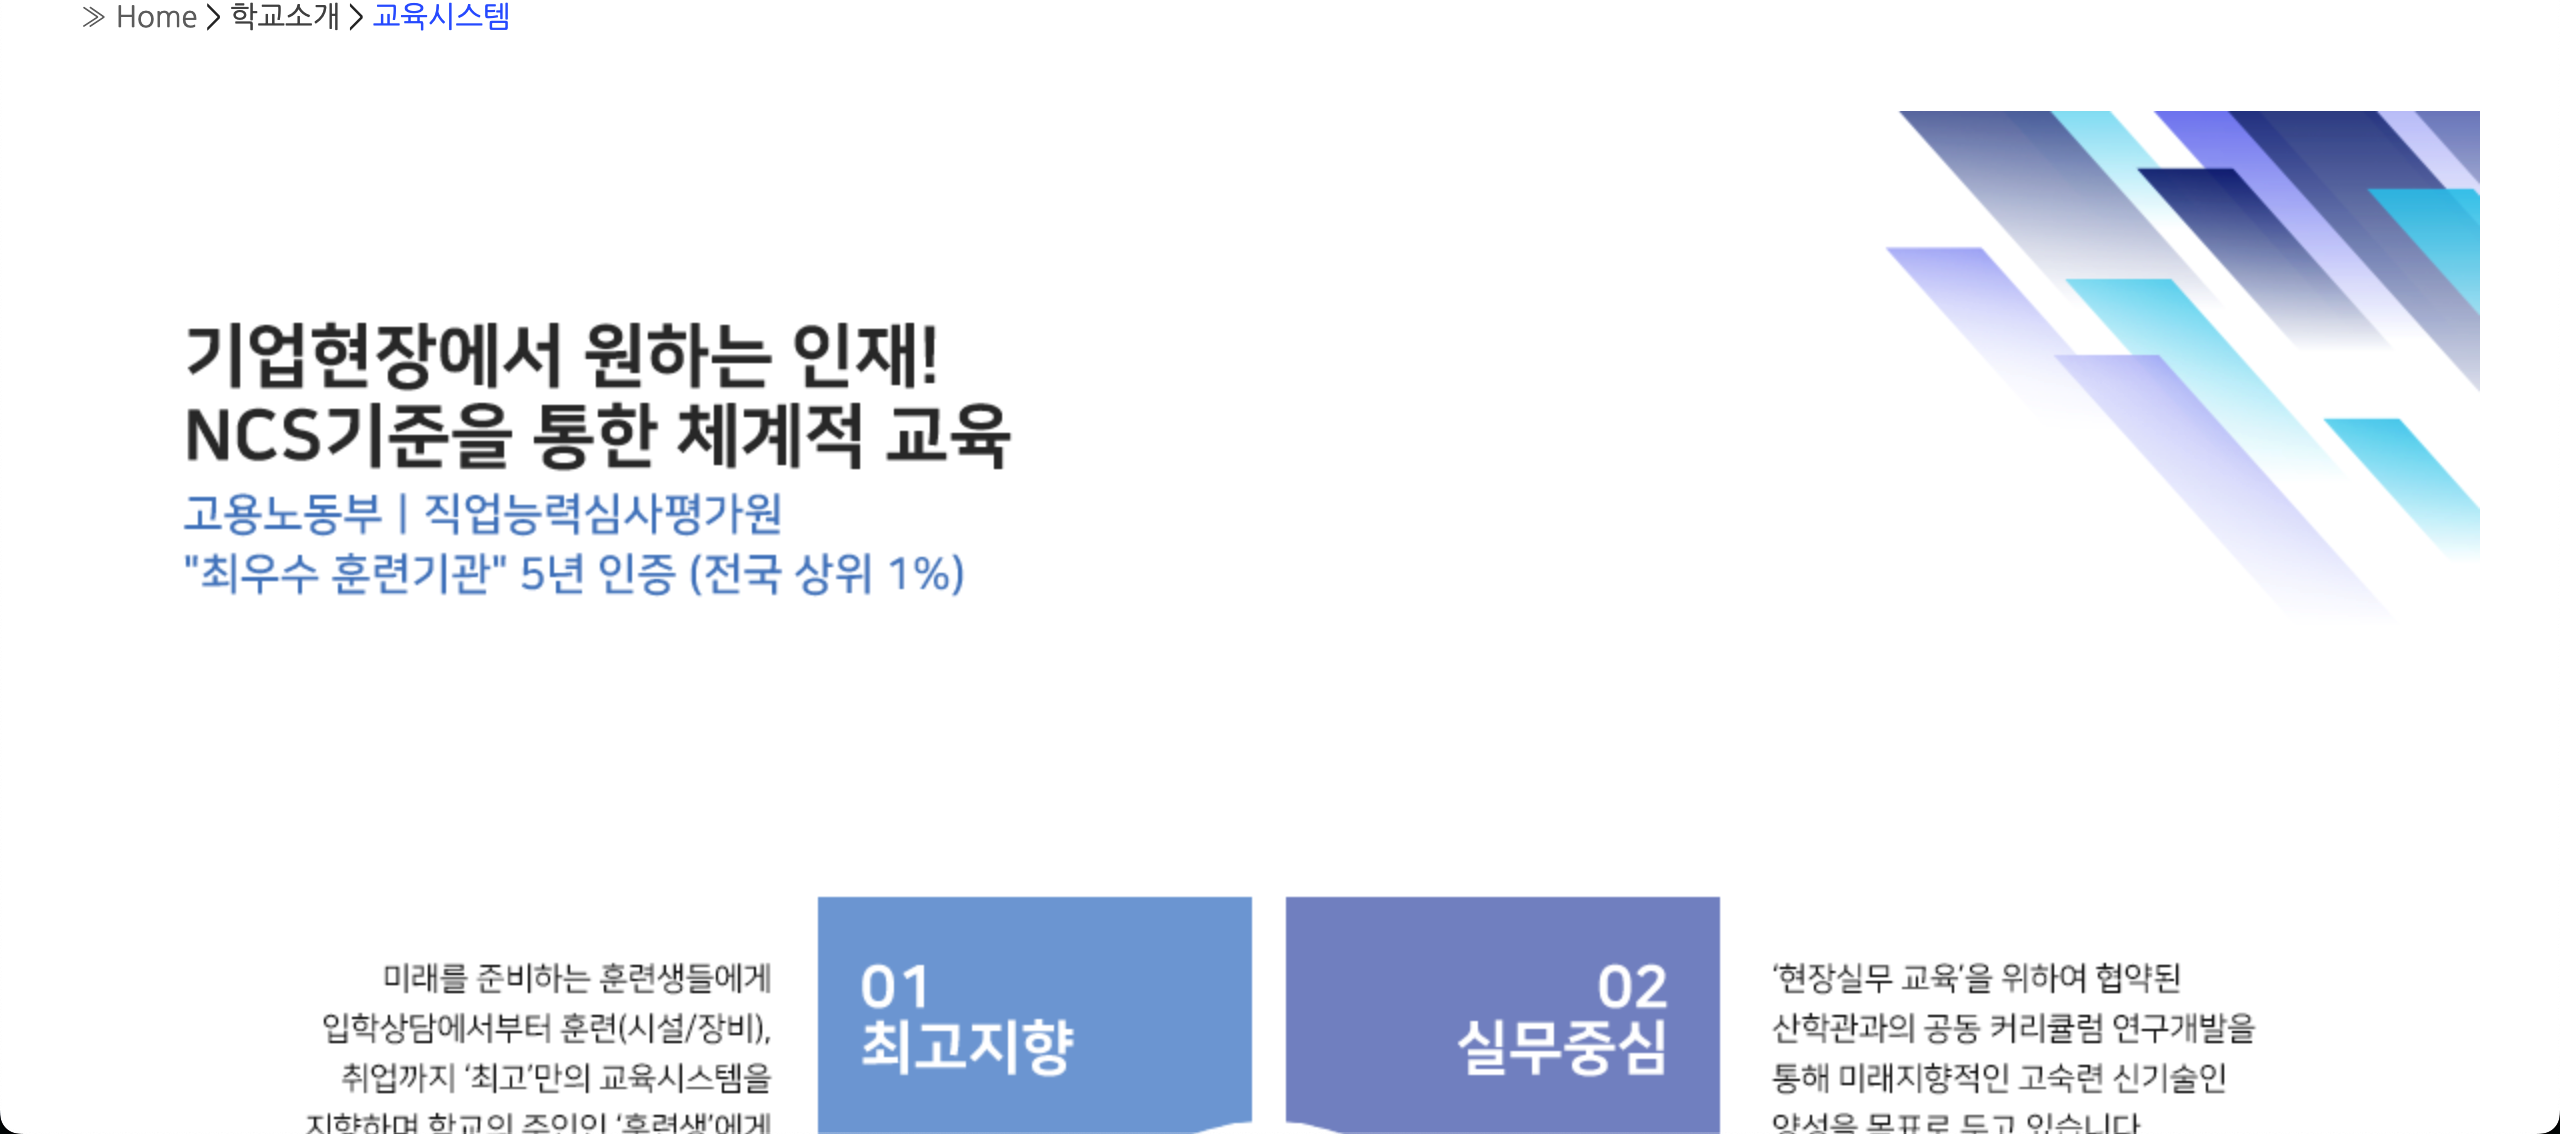 ≫ Home > 학교소개 > 교육시스템
기업현장에서 원하는 인재!
NCS기준을 통한 체계적 교육
고용노동부 | 직업능력심사평가원
"최우수 훈련기관" 5년 인증 (전국 상위 1%)
미래를 준비하는 훈련생들에게
입학상담에서부터 훈련(시설/장비),
취업까지 ‘최고’만의 교육시스템을
지향하며 학교의 주인인 ‘훈련생’에게
01
최고지향
02
실무중심
‘현장실무 교육’을 위하여 협약된
산학관과의 공동 커리큘럼 연구개발을
통해 미래지향적인 고숙련 신기술인
양성을 목표로 두고 있습니다